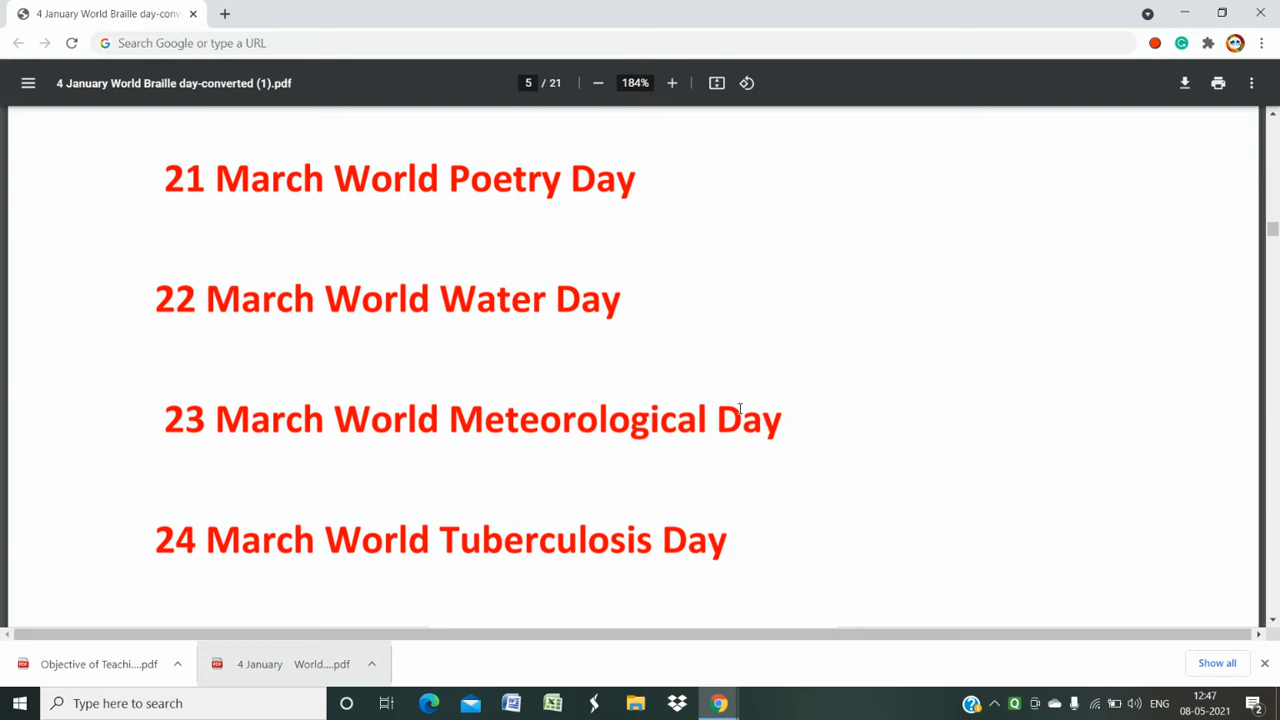 4 January World Braille day-conv
Search Google or type a URL
4 January World Braille day-converted (1).pdf
5 / 21
184%
21 March World Poetry Day
22 March World Water Day
23 March World Meteorological Day
24 March World Tuberculosis Day
Objective of Teachi....pdf
4 January World....pdf
Show all
Type here to search
ENG
12:47
08-05-2021
2